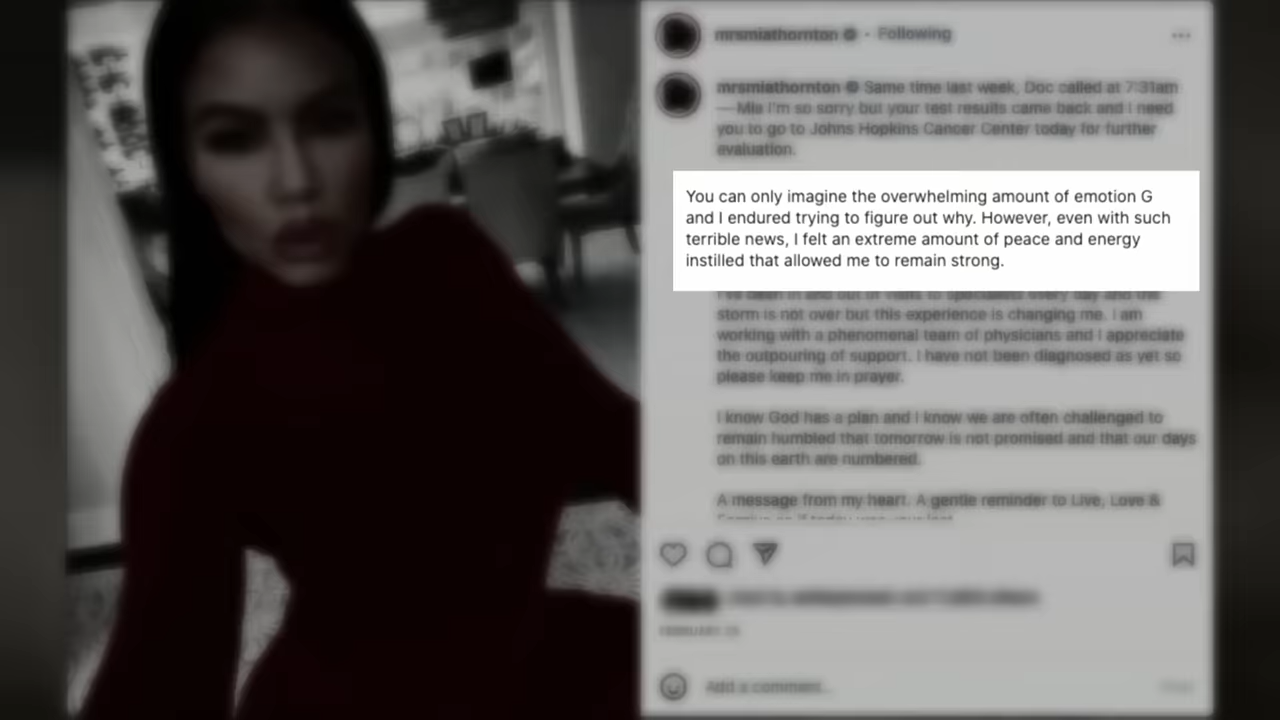 mrsmiathornton • Following
mrsmiathornton Same time last week, Doc called at 7:31am
—Mia I'm so sorry but your test results came back and I need
you to go to Johns Hopkins Cancer Center today for further
evaluation.
You can only imagine the overwhelming amount of emotion G
and I endured trying to figure out why. However, even with such
terrible news, I felt an extreme amount of peace and energy
instilled that allowed me to remain strong.
I've been in and out of visits to specialist every day and the
storm is not over but this experience is changing me. I am
working with a phenomenal team of physicians and I appreciate
the outpouring of support. I have not been diagnosed as yet so
please keep me in prayer.
I know God has a plan and I know we are often challenged to
remain humbled that tomorrow is not promised and that our days
on this earth are numbered.
A message from my heart. A gentle reminder to Live, Love &
FEBRUARY
Add a comment...